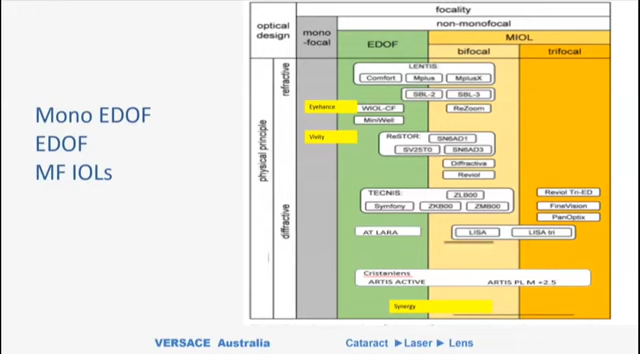 Mono EDOF
EDOF
MF IOLs
optical design
focality
mono -focal
non-monofocal
EDOF
MIOL
bifocal
trifocal
physical principle
refractive
LENTIS:
Comfort Mplus MplusX
SBL-2 SBL-3
Eyehance WIOL-CF ReZoom
MiniWell
Vivity ReSTOR: SN6AD1
SV25T0 SN6AD3
Diffractiva
Reviol
diffractive
TECNIS: ZLB00 Reviol Tri-ED
Symfony ZKB00 ZMB00 FineVision
PanOptix
AT LARA LISA LISA tri
Cristanlens
ARTIS ACTIVE ARTIS PL M +2.5
Synergy
VERSACE Australia Cataract ►Laser ► Lens